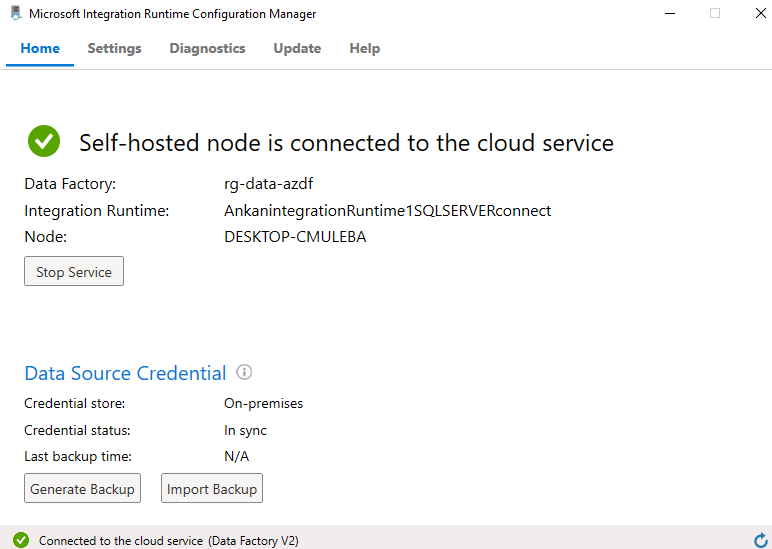 Microsoft Integration Runtime Configuration Manager
Home Settings Diagnostics Update Help
Self-hosted node is connected to the cloud service
Data Factory: rg-data-azdf
Integration Runtime: AnkanintegrationRuntime1SQLSERVERconnect
Node: DESKTOP-CMULEBA
Stop Service
Data Source Credential
Credential store: On-premises
Credential status: In sync
Last backup time: N/A
Generate Backup Import Backup
Connected to the cloud service (Data Factory V2)